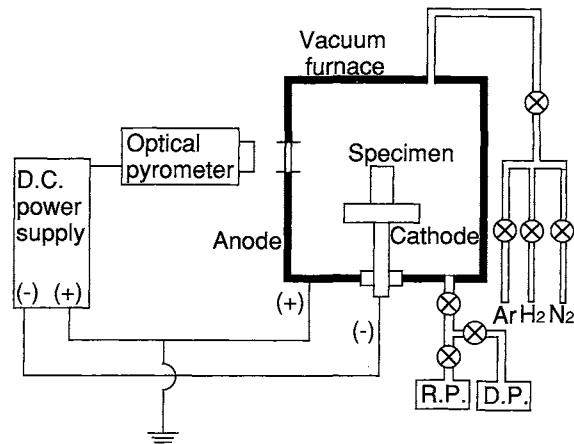 Vacuum
furnace
Optical
pyrometer
Specimen
D.C.
power
supply
Anode
Cathode
(-) (+)
(+)
(-)
Ar H2 N2
R.P. D.P.